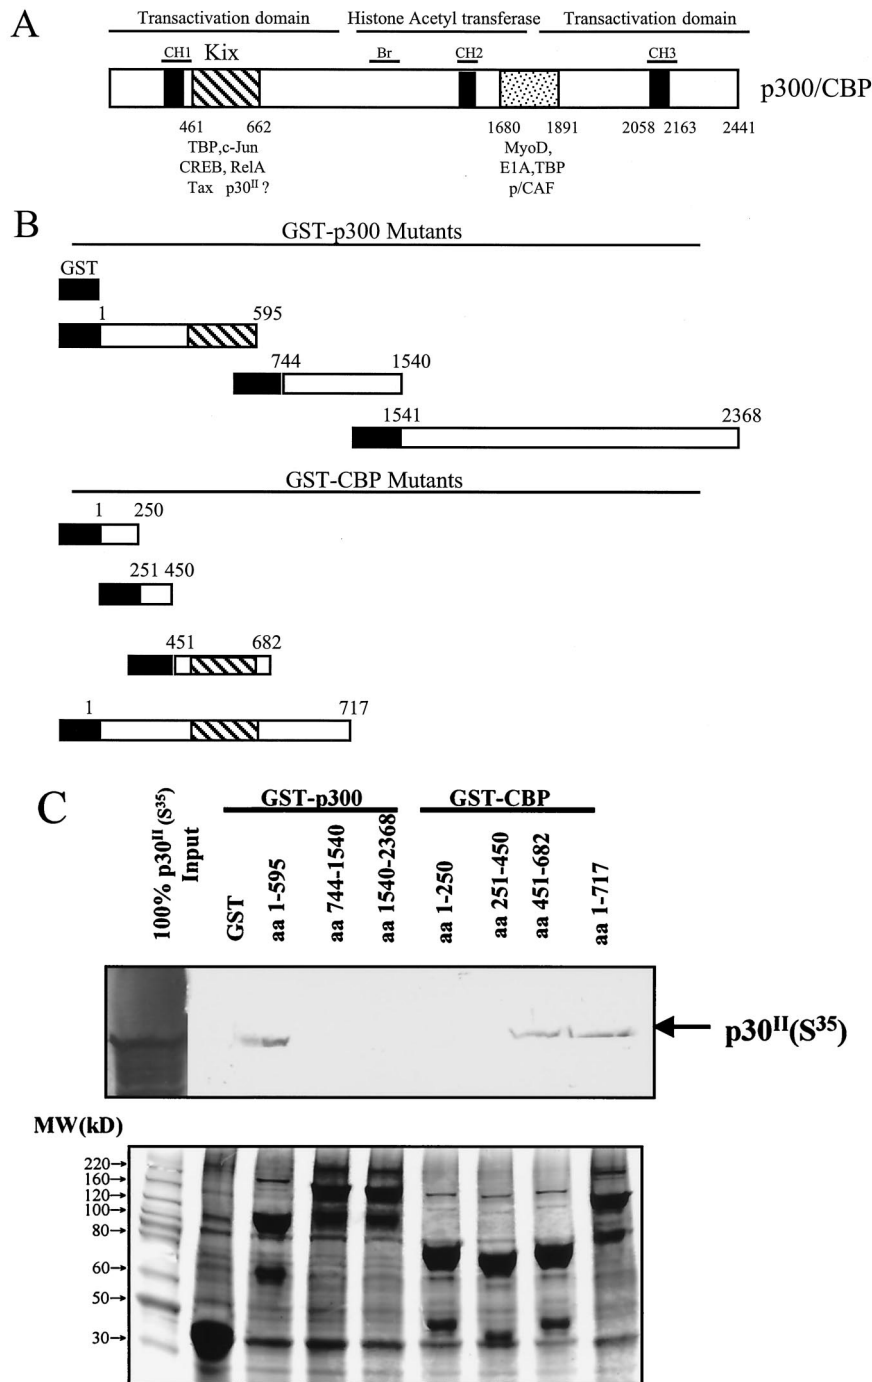 A
Transactivation domain Histone Acetyl transferase Transactivation domain
CH1 Kix Br CH2 CH3
p300/CBP
461 662 1680 1891 2058 2163 2441
TBP,c-Jun MyoD,
CREB, RelA E1A,TBP
Tax p30II ? p/CAF
B
GST-p300 Mutants
GST
1 595
744 1540
1541 2368
GST-CBP Mutants
1 250
251 450
451 682
1 717
C
GST-p300 GST-CBP
100% p30II(S35)
Input
GST
aa 1-595
aa 744-1540
aa 1540-2368
aa 1-250
aa 251-450
aa 451-682
aa 1-717
p30II(S35)
MW(kD)
220
160
120
100
80
60
50
30